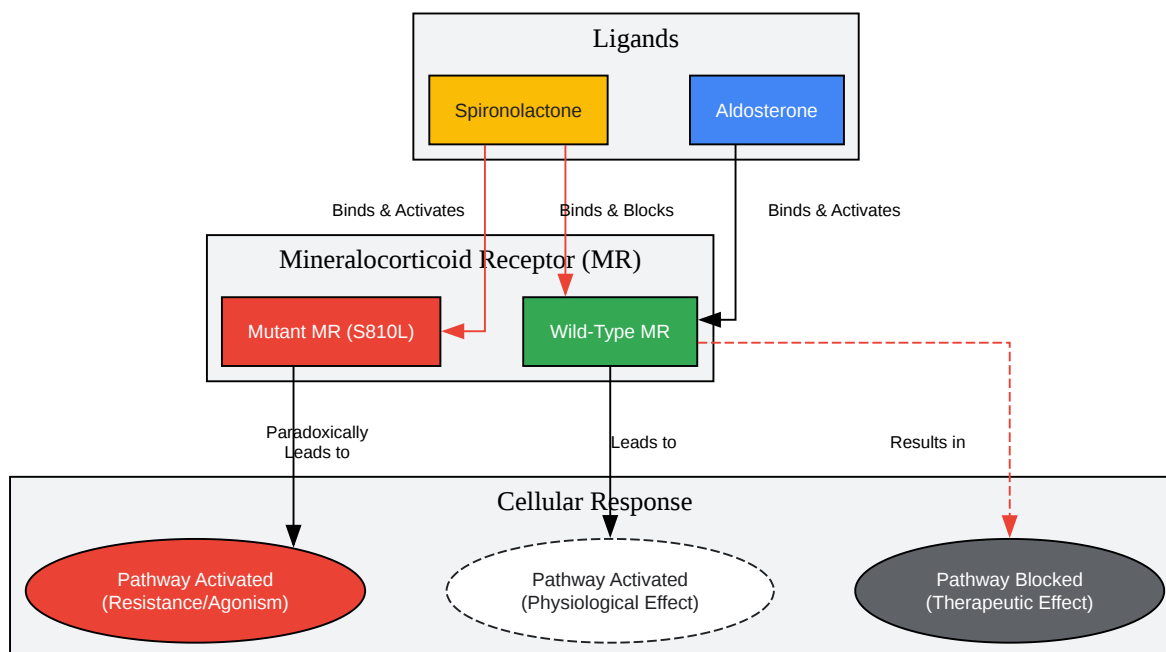 Ligands
Spironolactone
Aldosterone
Binds & Activates
Binds & Blocks
Binds & Activates
Mineralocorticoid Receptor (MR)
Mutant MR (S810L)
Wild-Type MR
Paradoxically
Leads to
Leads to
Results in
Cellular Response
Pathway Activated
(Resistance/Agonism)
Pathway Activated
(Physiological Effect)
Pathway Blocked
(Therapeutic Effect)